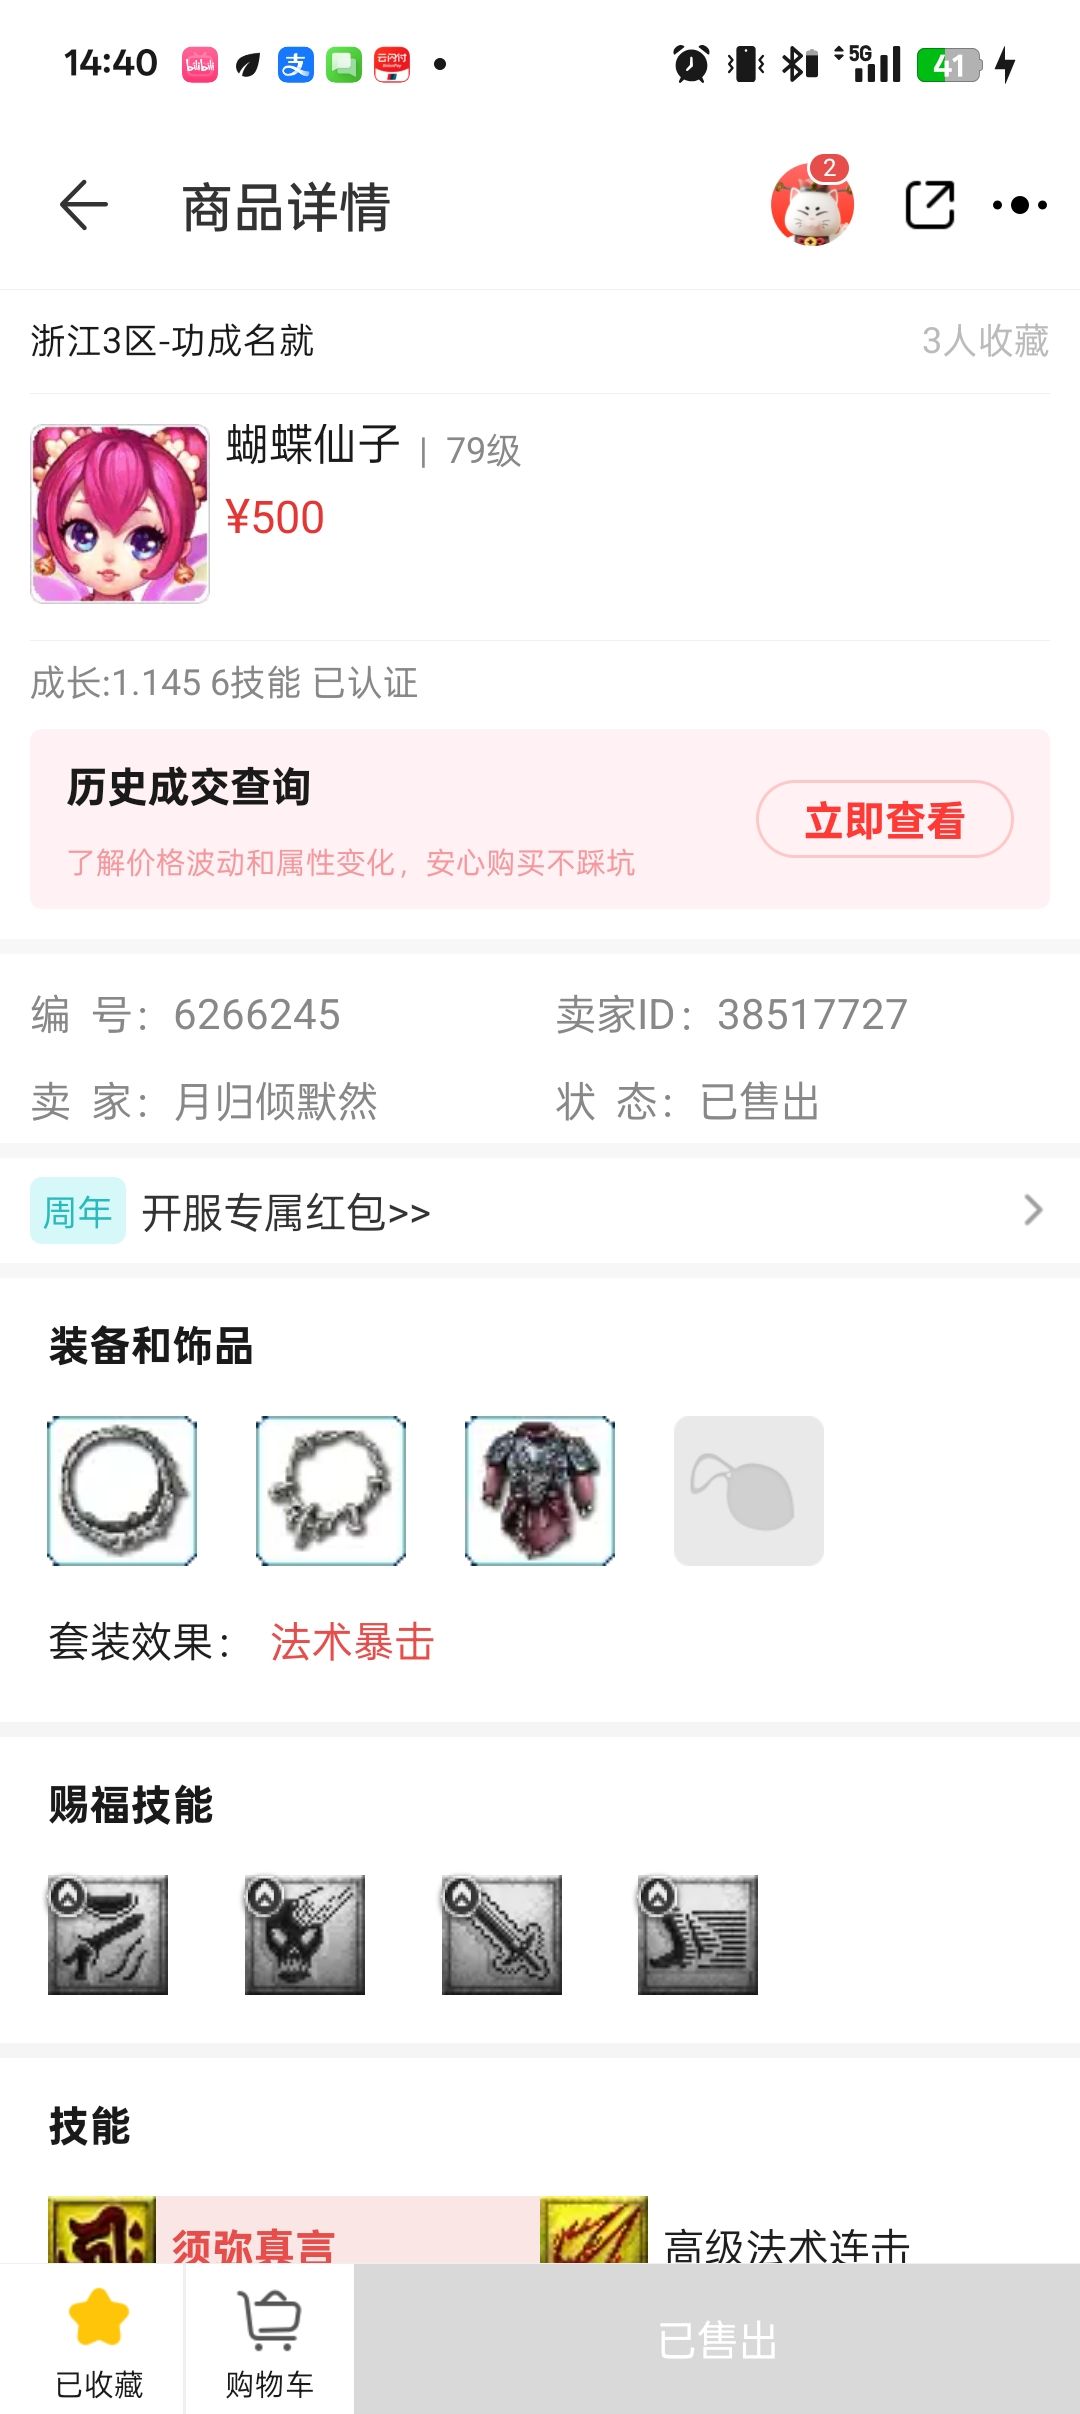 14:40
5G
41
商品详情
2
浙江3区-功成名就
3人收藏
蝴蝶仙子 | 79级
¥500
成长:1.145 6技能 已认证
历史成交查询
立即查看
了解价格波动和属性变化，安心购买不踩坑
编 号：6266245
卖家ID：38517727
卖 家：月归倾默然
状 态：已售出
周年 开服专属红包>>
装备和饰品
套装效果： 法术暴击
赐福技能
技能
须弥真言
高级法术连击
已收藏
购物车
已售出